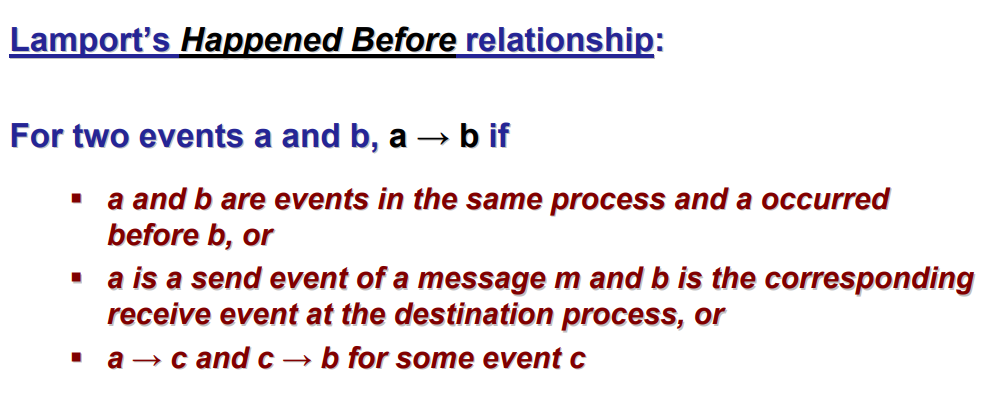 Lamport’s Happened Before relationship:
For two events a and b, a → b if
▪ a and b are events in the same process and a occurred
before b, or
▪ a is a send event of a message m and b is the corresponding
receive event at the destination process, or
▪ a → c and c → b for some event c